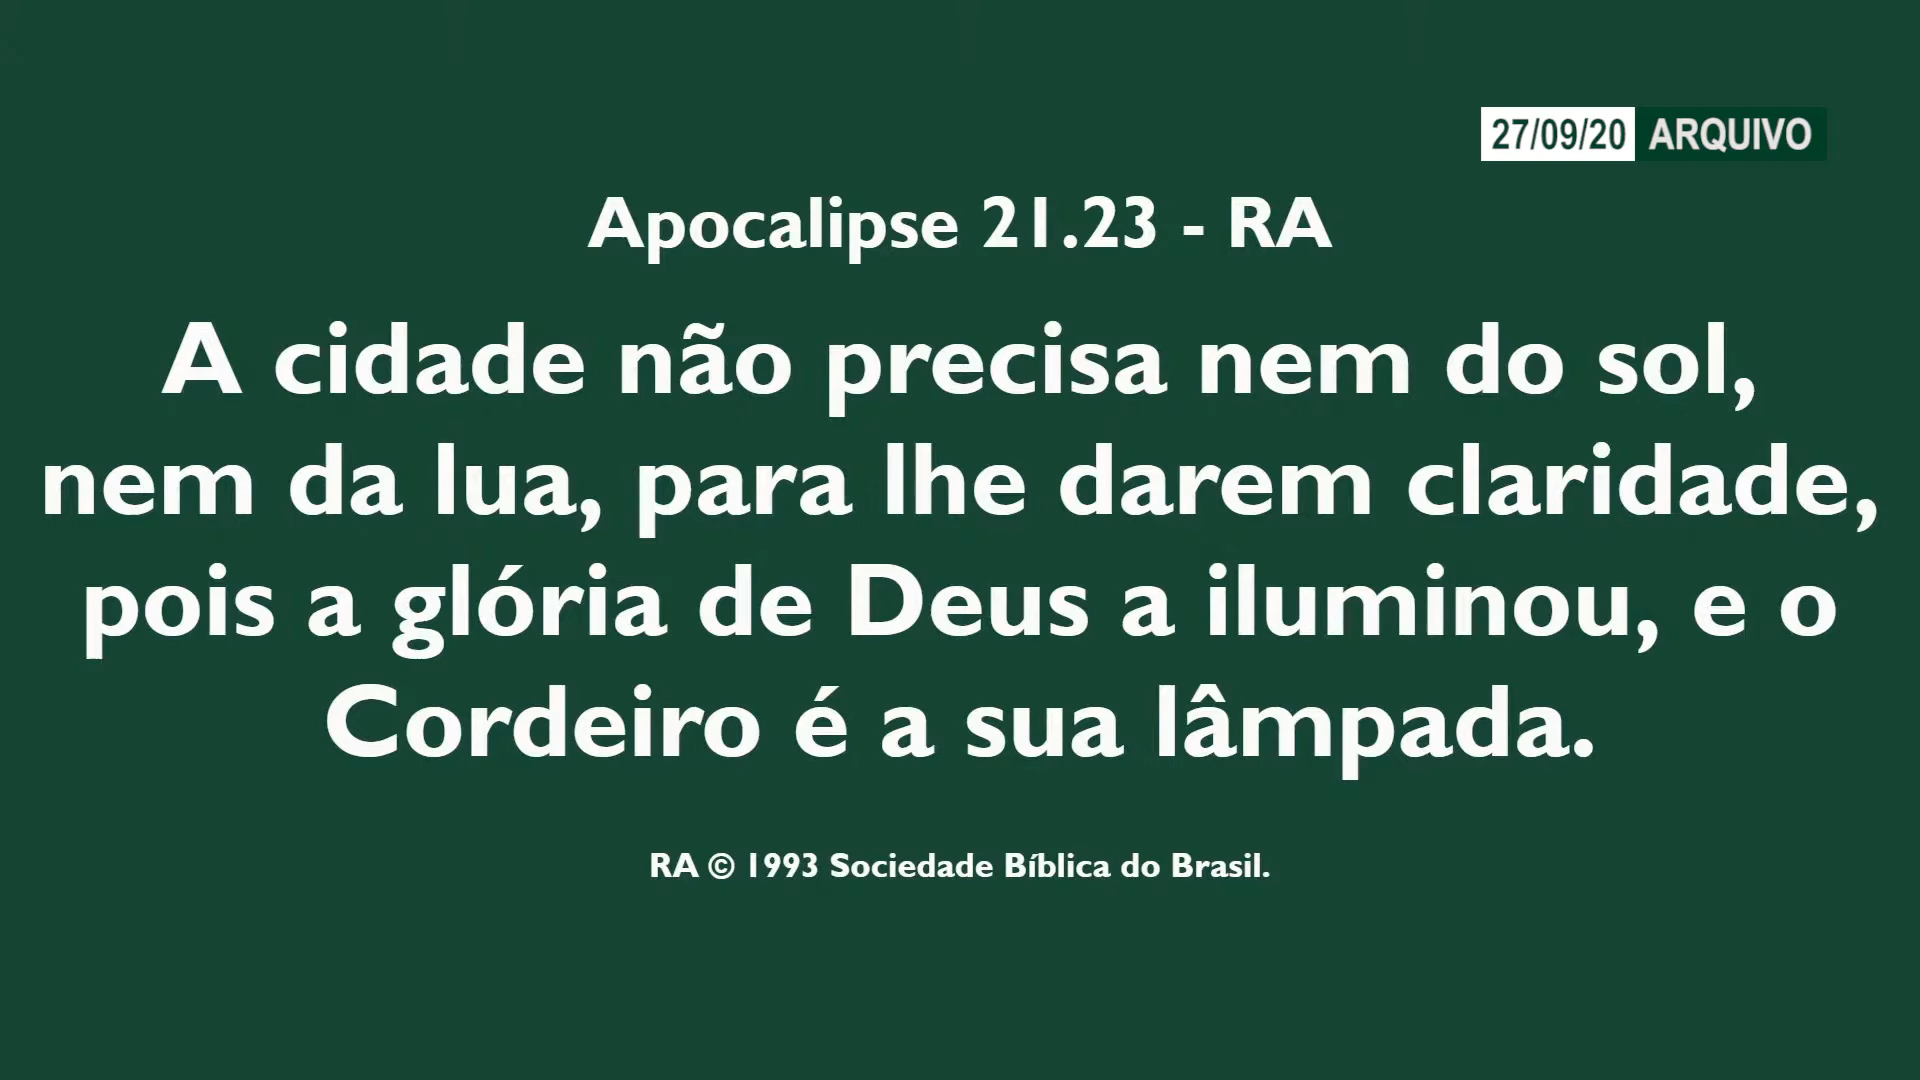 27/09/20 ARQUIVO
Apocalipse 21.23 - RA
A cidade não precisa nem do sol,
nem da lua, para lhe darem claridade,
pois a glória de Deus a iluminou, e o
Cordeiro é a sua lâmpada.
RA © 1993 Sociedade Bíblica do Brasil.